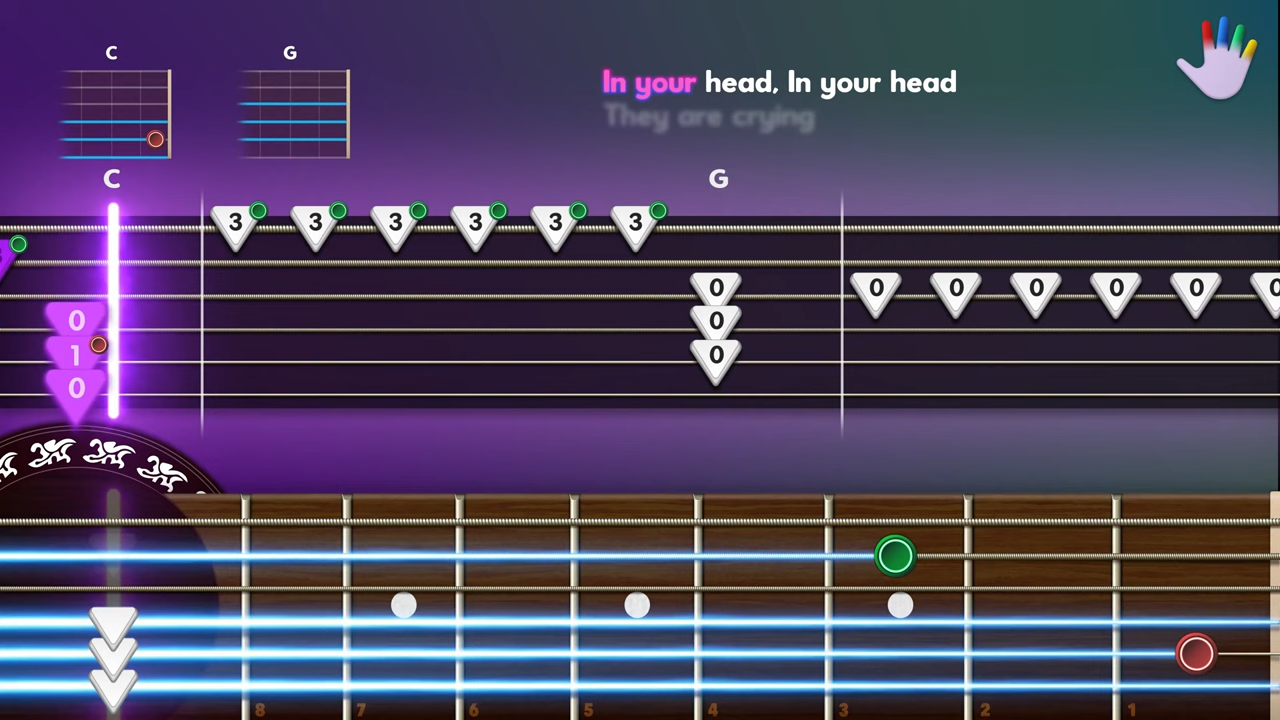 C G
In your head, In your head
They are crying
C G
3 3 3 3 3 3
0 0 0 0 0 0
0 0
1 0
0
8 7 6 5 4 3 2 1